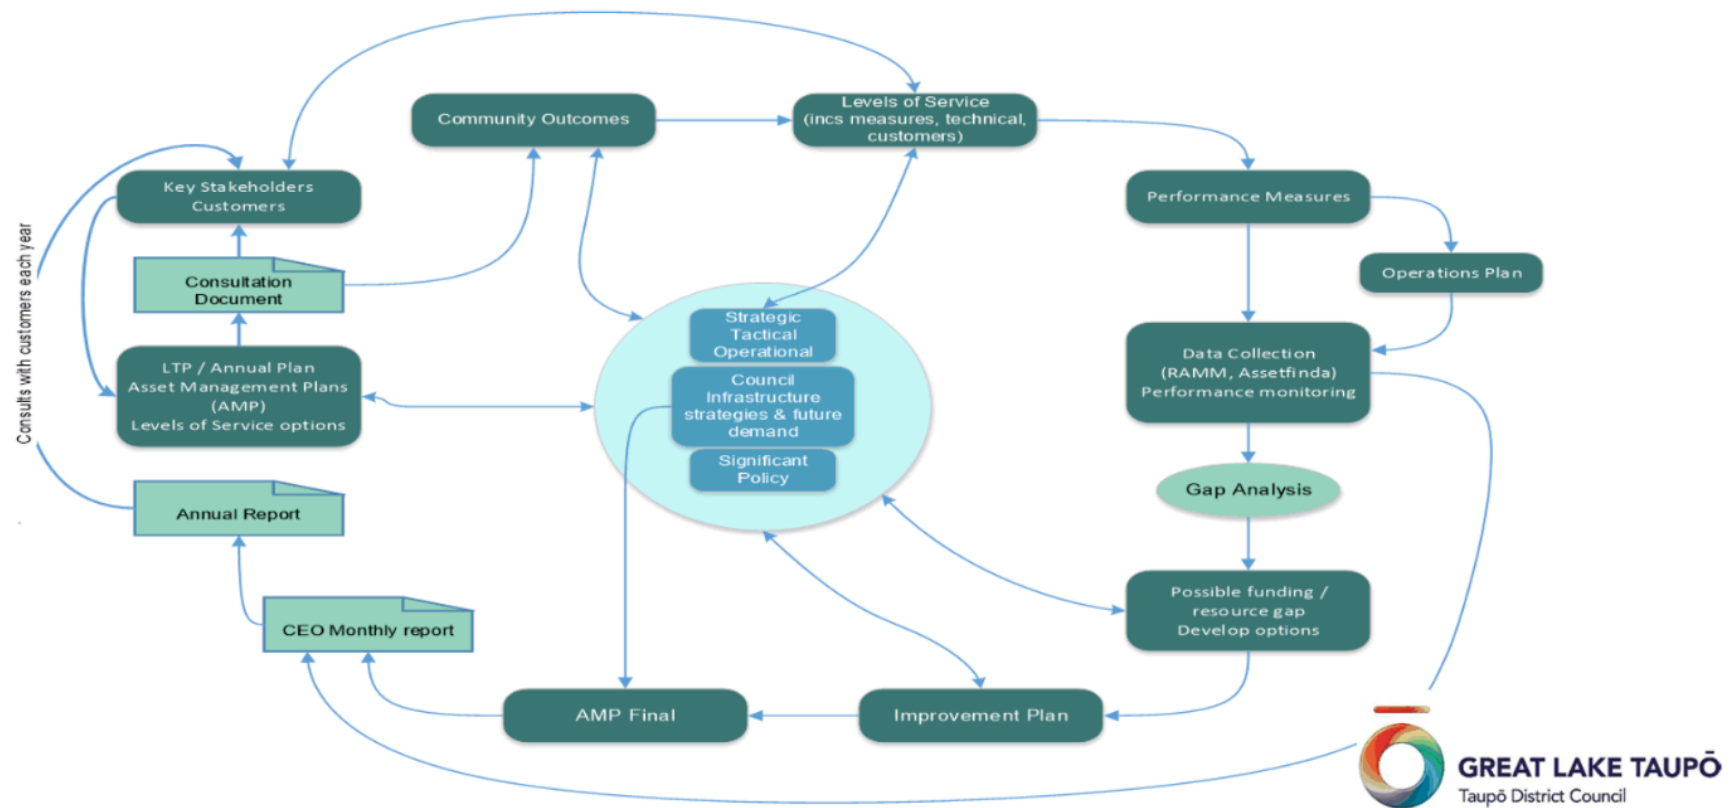 Community Outcomes
Levels of Service
(incs measures, technical,
customers)
Key Stakeholders
Customers
Performance Measures
Consultation
Document
Operations Plan
Strategic
Tactical
Operational
LTP / Annual Plan
Asset Management Plans
(AMP)
Levels of Service options
Council
Infrastructure
strategies & future
demand
Data Collection
(RAMM, Assetfinda)
Performance monitoring
Consults with customers each year
Significant
Policy
Gap Analysis
Annual Report
Possible funding /
resource gap
Develop options
CEO Monthly report
AMP Final
Improvement Plan
GREAT LAKE TAUPŌ
Taupō District Council